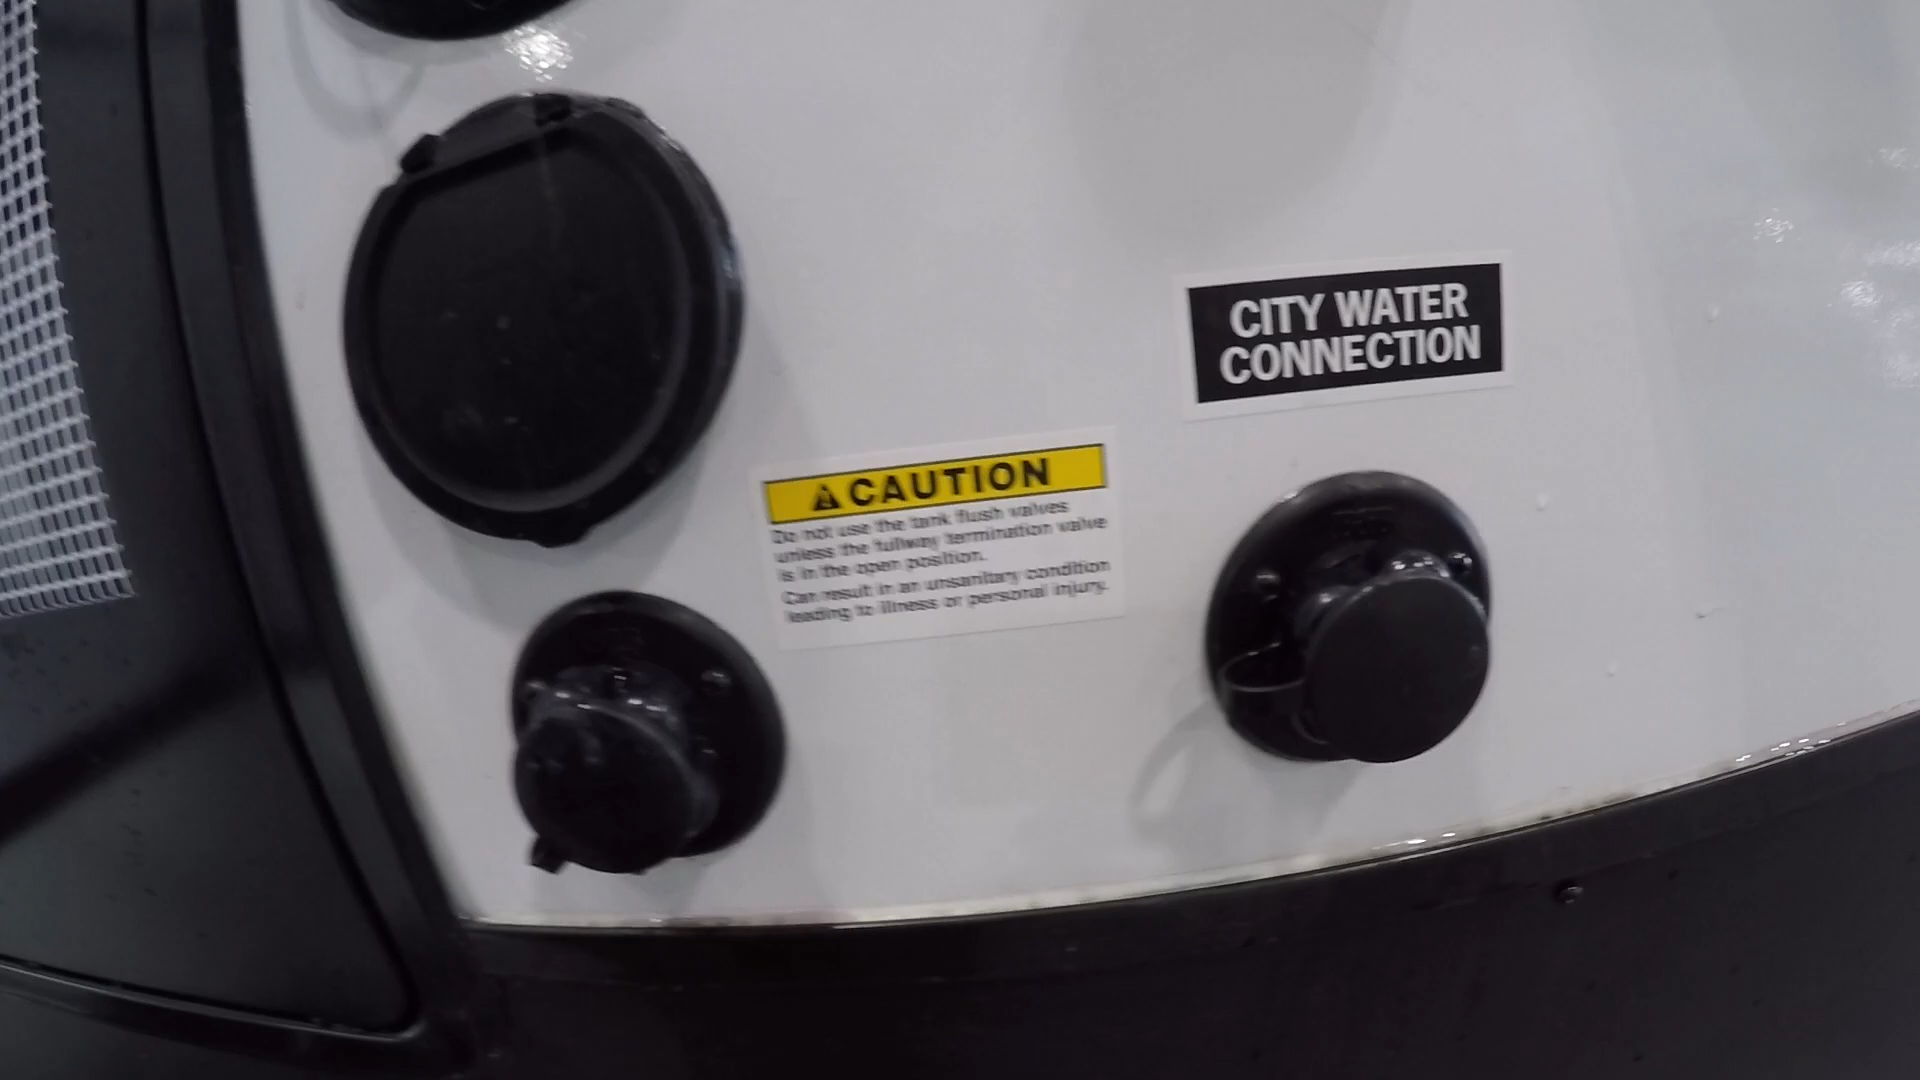 CITY WATER
CONNECTION
CAUTION
Do not use the tank flush valves
unless the fullway termination valve
is in the open position.
Can result in an unsanitary condition
leading to illness or personal injury.